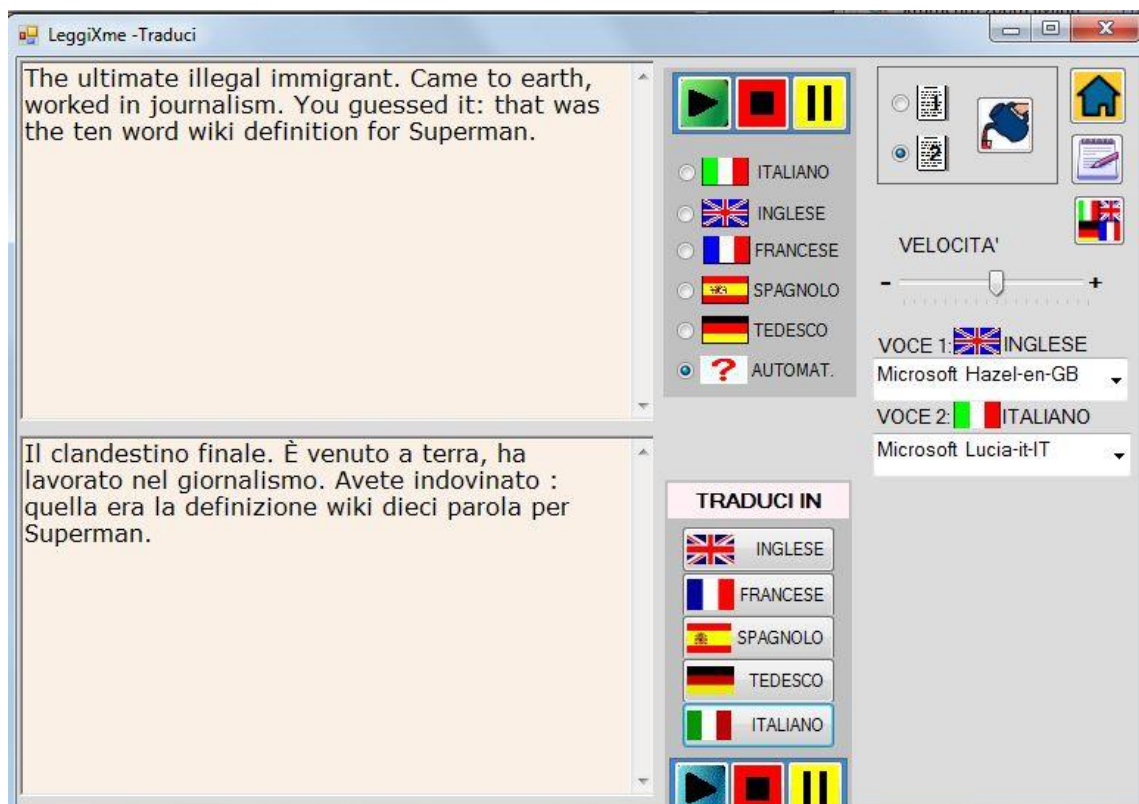 LeggiXme -Traduci
The ultimate illegal immigrant. Came to earth,
worked in journalism. You guessed it: that was
the ten word wiki definition for Superman.
ITALIANO
INGLESE
FRANCESE
SPAGNOLO
TEDESCO
? AUTOMAT.
1
2
VELOCITA'
- +
VOCE 1: INGLESE
Microsoft Hazel-en-GB
VOCE 2: ITALIANO
Microsoft Lucia-it-IT
Il clandestino finale. È venuto a terra, ha
lavorato nel giornalismo. Avete indovinato :
quella era la definizione wiki dieci parola per
Superman.
TRADUCI IN
INGLESE
FRANCESE
SPAGNOLO
TEDESCO
ITALIANO